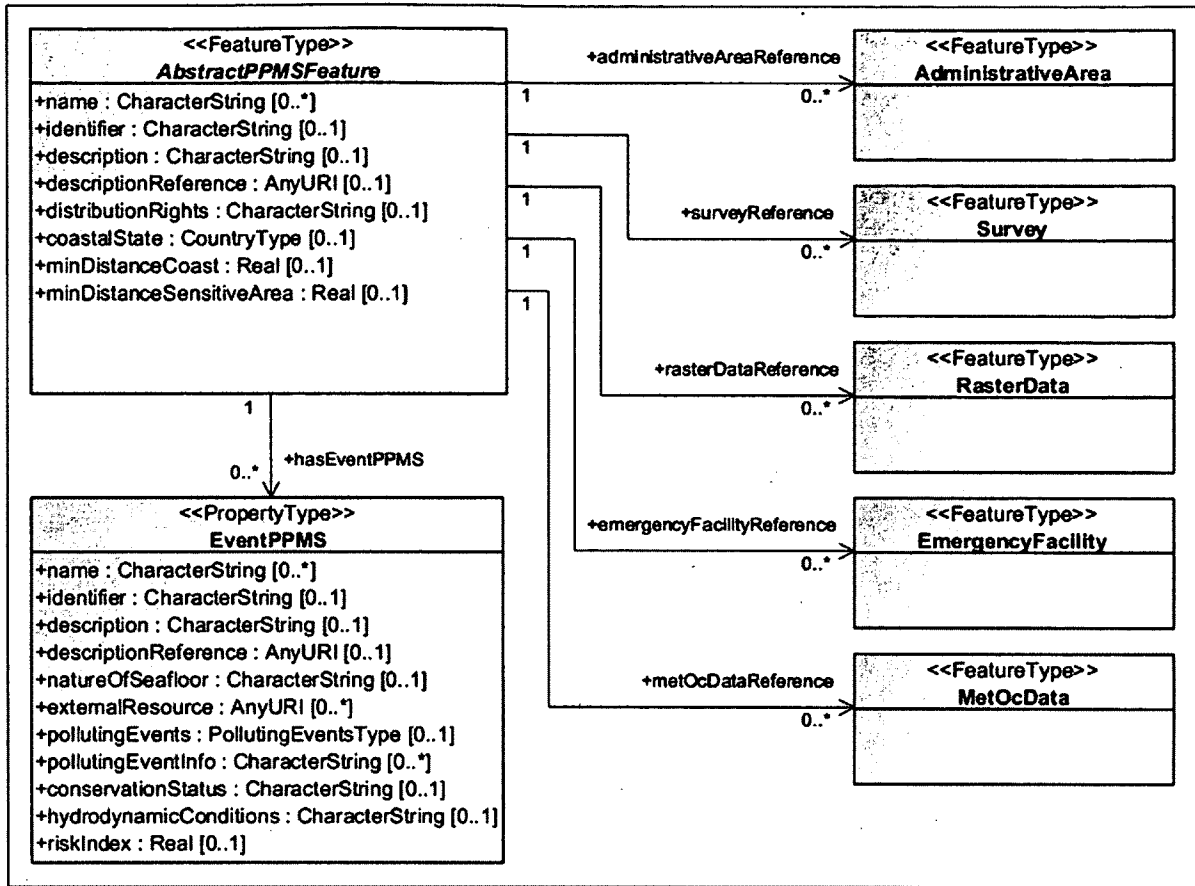 <<FeatureType>>
AbstractPPMSFeature
+name : CharacterString [0..*]
+identifier : CharacterString [0..1]
+description : CharacterString [0..1]
+descriptionReference : AnyURI [0..1]
+distributionRights : CharacterString [0..1]
+coastalState : CountryType [0..1]
+minDistanceCoast : Real [0..1]
+minDistanceSensitiveArea : Real [0..1]
1
+administrativeAreaReference
0..*
<<FeatureType>>
AdministrativeArea
1
+surveyReference
0..*
<<FeatureType>>
Survey
1
+rasterDataReference
0..*
<<FeatureType>>
RasterData
1
+emergencyFacilityReference
0..*
<<FeatureType>>
EmergencyFacility
1
+metOcDataReference
0..*
<<FeatureType>>
MetOcData
1
0..*
+hasEventPPMS
<<PropertyType>>
EventPPMS
+name : CharacterString [0..*]
+identifier : CharacterString [0..1]
+description : CharacterString [0..1]
+descriptionReference : AnyURI [0..1]
+natureOfSeafloor : CharacterString [0..1]
+externalResource : AnyURI [0..*]
+pollutingEvents : PollutingEventsType [0..1]
+pollutingEventInfo : CharacterString [0..*]
+conservationStatus : CharacterString [0..1]
+hydrodynamicConditions : CharacterString [0..1]
+riskIndex : Real [0..1]